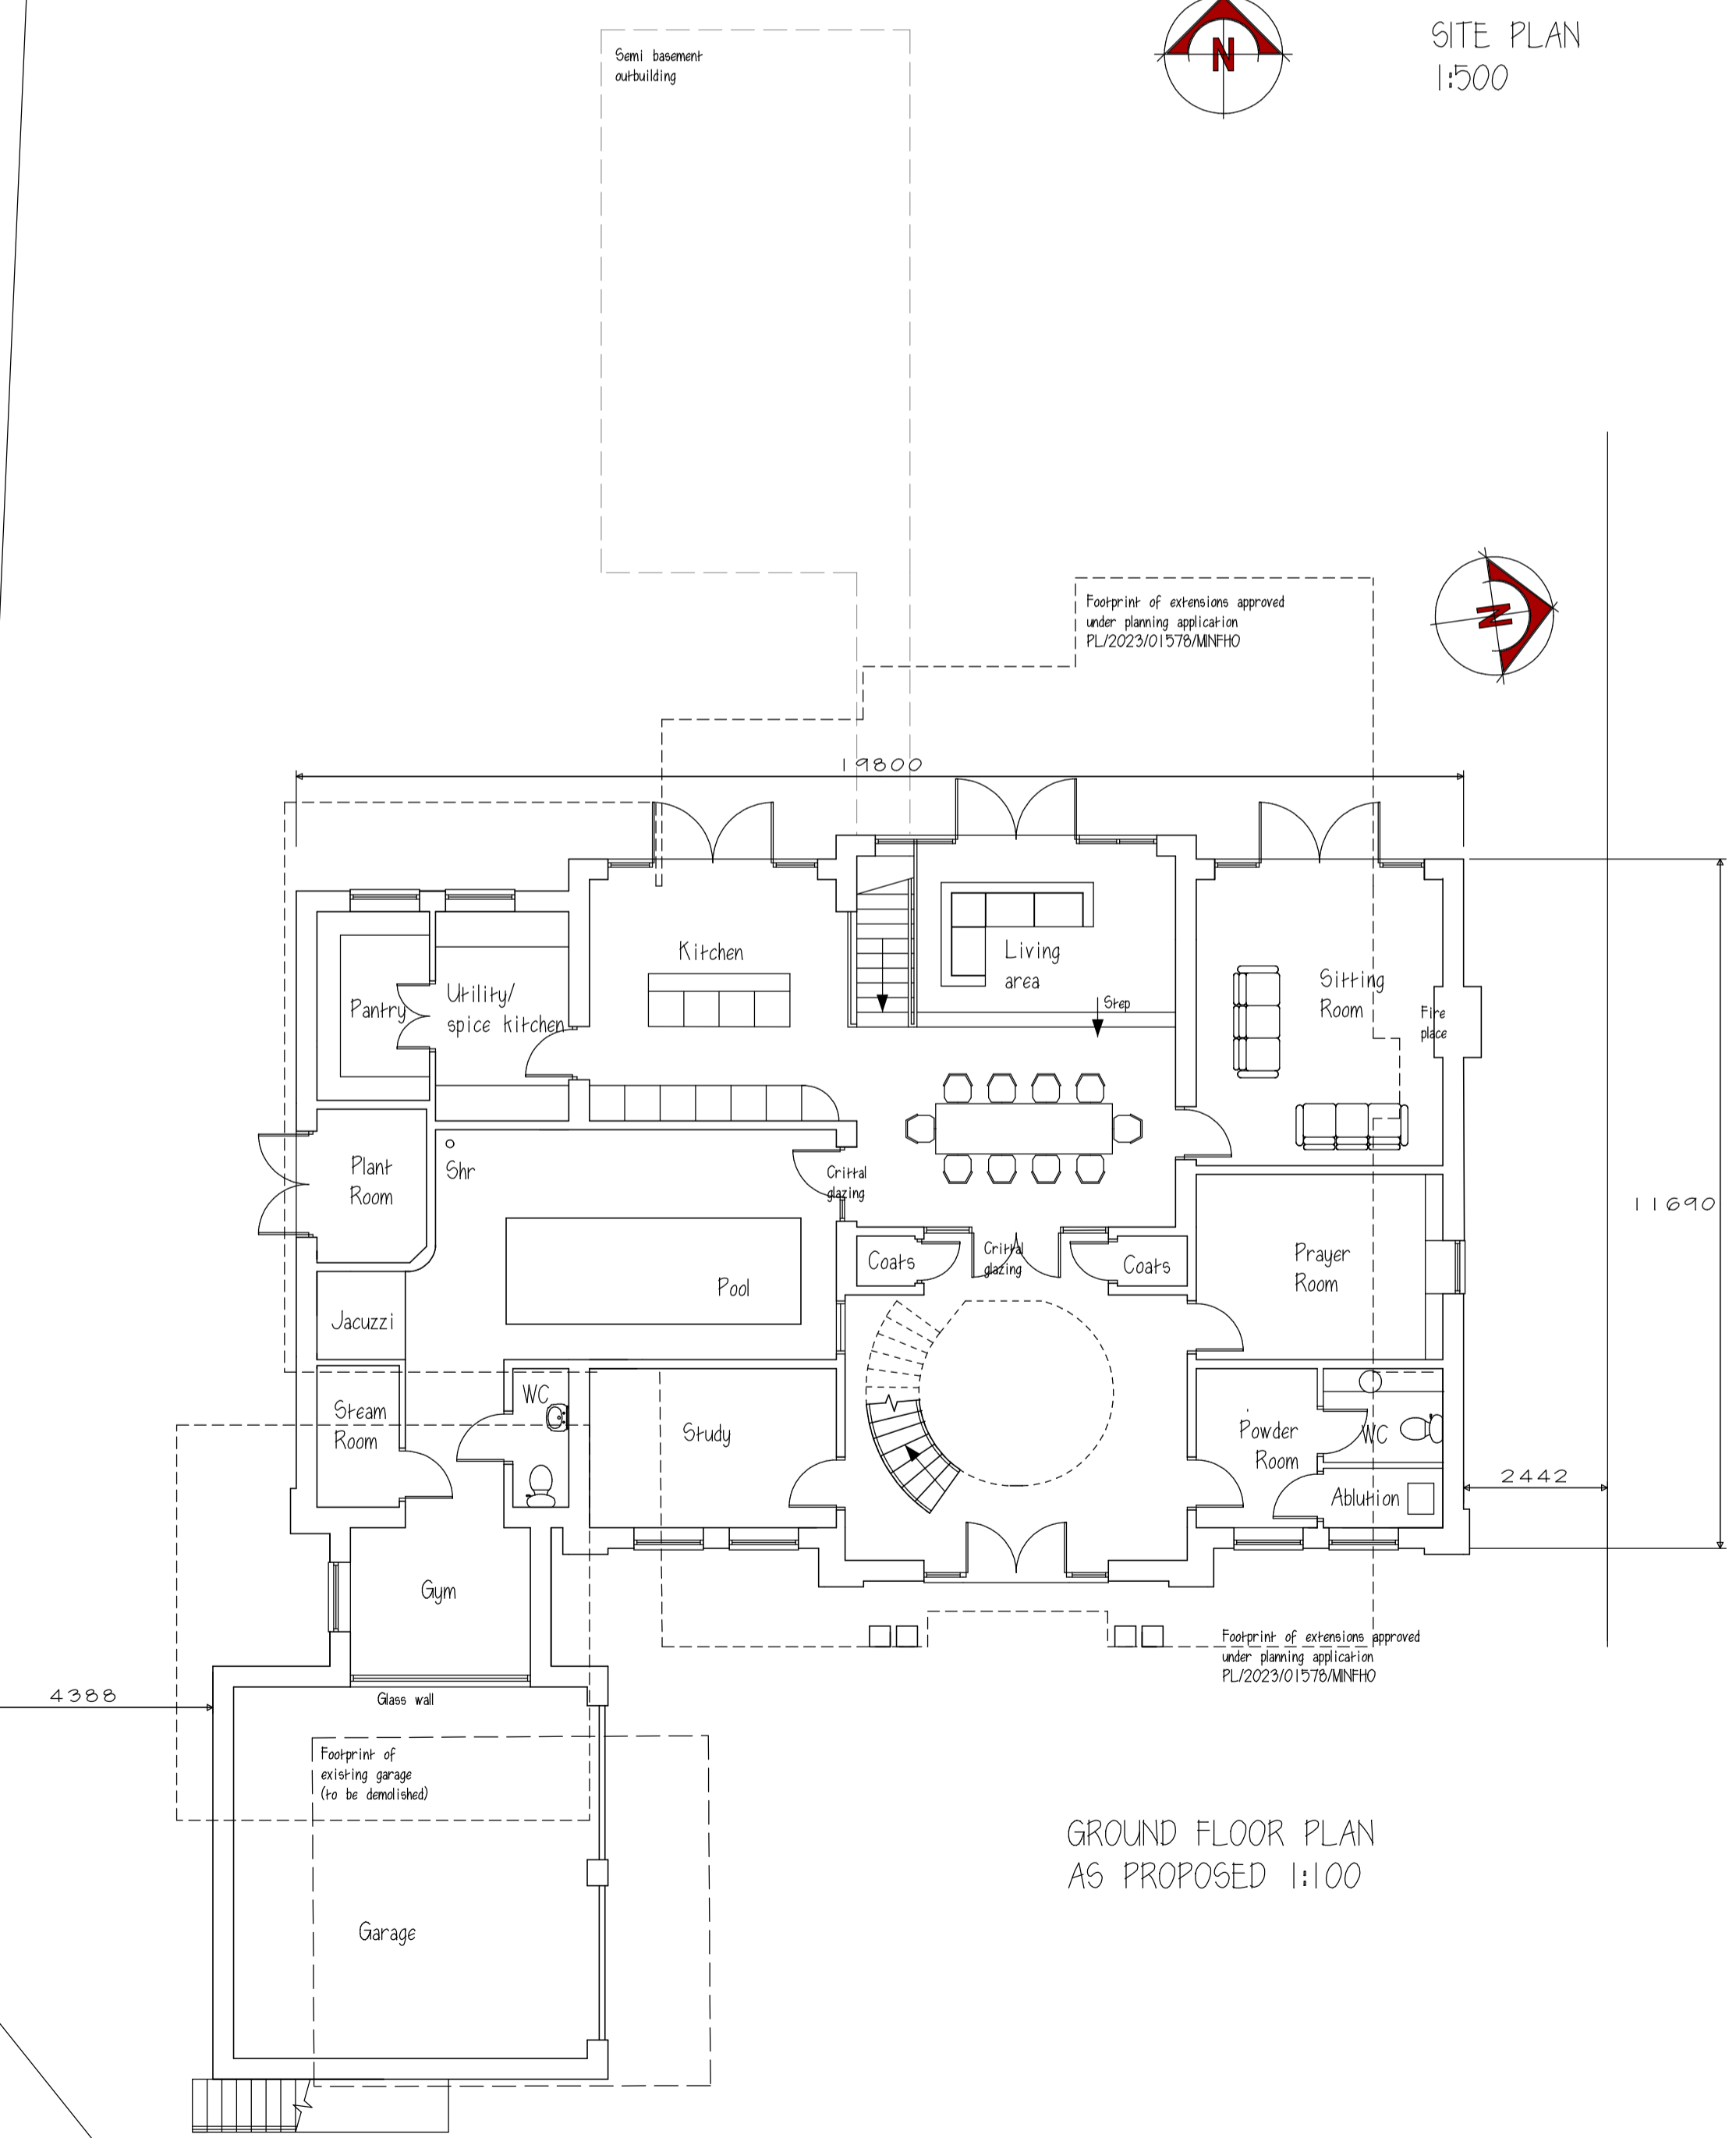 N
SITE PLAN
1:500
Semi basement
outbuilding
Footprint of extensions approved
under planning application
PL/2023/01578/MINFHO
N
19800
Kitchen
Living
area
Step
Sitting
Room
Fire
place
Pantry
Utility/
spice kitchen
Plant
Room
Shr
Crittal
glazing
11690
Coats
Crittal
glazing
Coats
Prayer
Room
Pool
Jacuzzi
Steam
Room
WC
Study
Powder
Room
WC
Ablution
2442
Gym
Footprint of extensions approved
under planning application
PL/2023/01578/MINFHO
4388
Glass wall
Footprint of
existing garage
(to be demolished)
GROUND FLOOR PLAN
AS PROPOSED 1:100
Garage